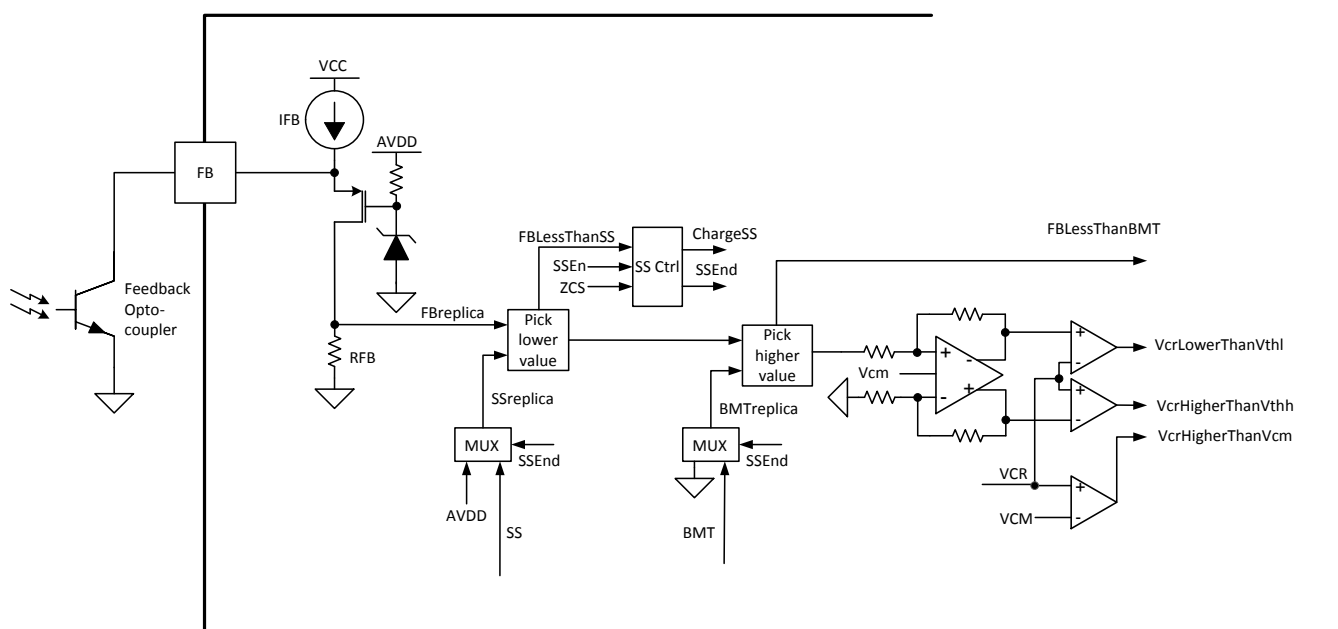 VCC
IFB
AVDD
FB
Feedback
Opto-
coupler
FBLessThanSS
SSEn
ZCS
SS Ctrl
ChargeSS
SSEnd
FBLessThanBMT
FBreplica
RFB
Pick
lower
value
Pick
higher
value
SSreplica
BMTreplica
MUX
SSEnd
AVDD
SS
MUX
SSEnd
BMT
Vcm
+
-
-
+
+
-
VcrLowerThanVthl
+
-
VcrHigherThanVthh
VcrHigherThanVcm
VCR
VCM
+
-